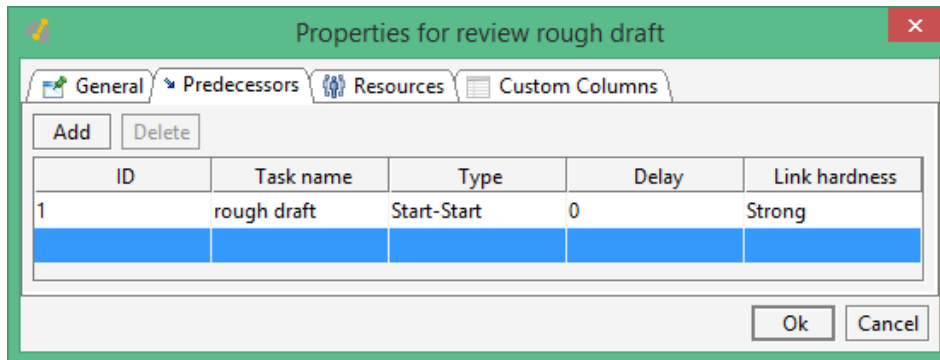 Properties for review rough draft
General Predecessors Resources Custom Columns
Add Delete
ID Task name Type Delay Link hardness
1 rough draft Start-Start 0 Strong
Ok Cancel